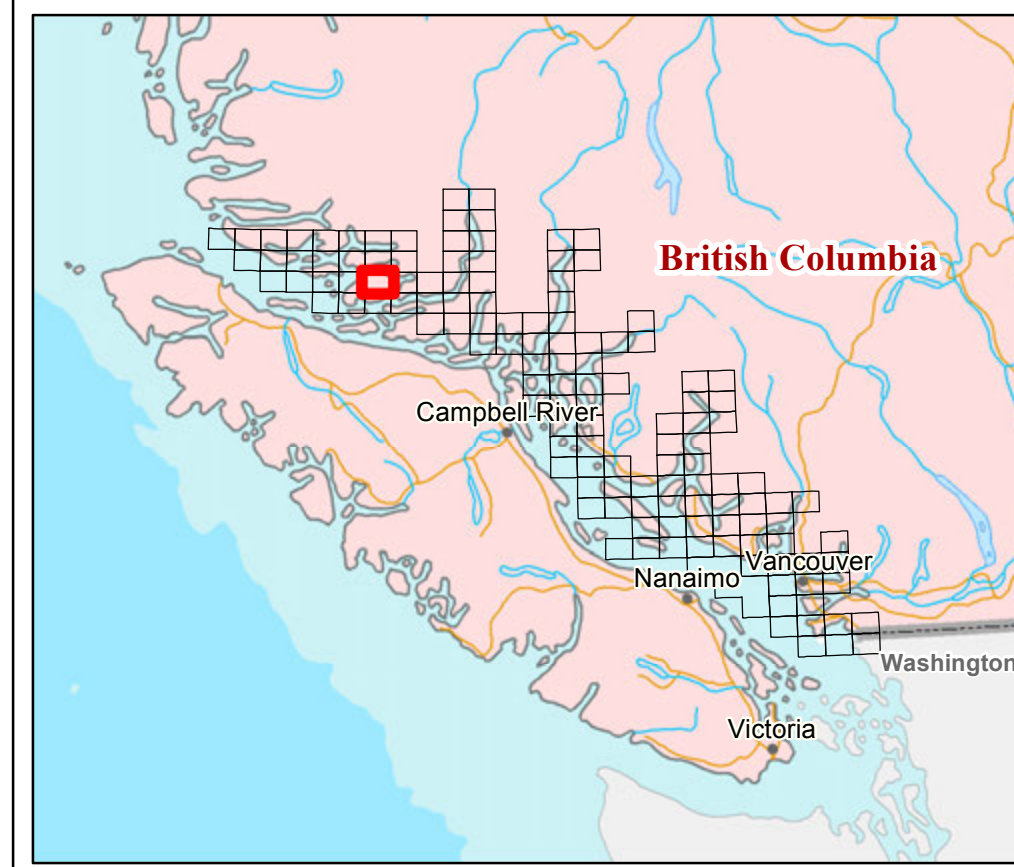 British Columbia
Campbell River
Vancouver
Nanaimo
Washington
Victoria